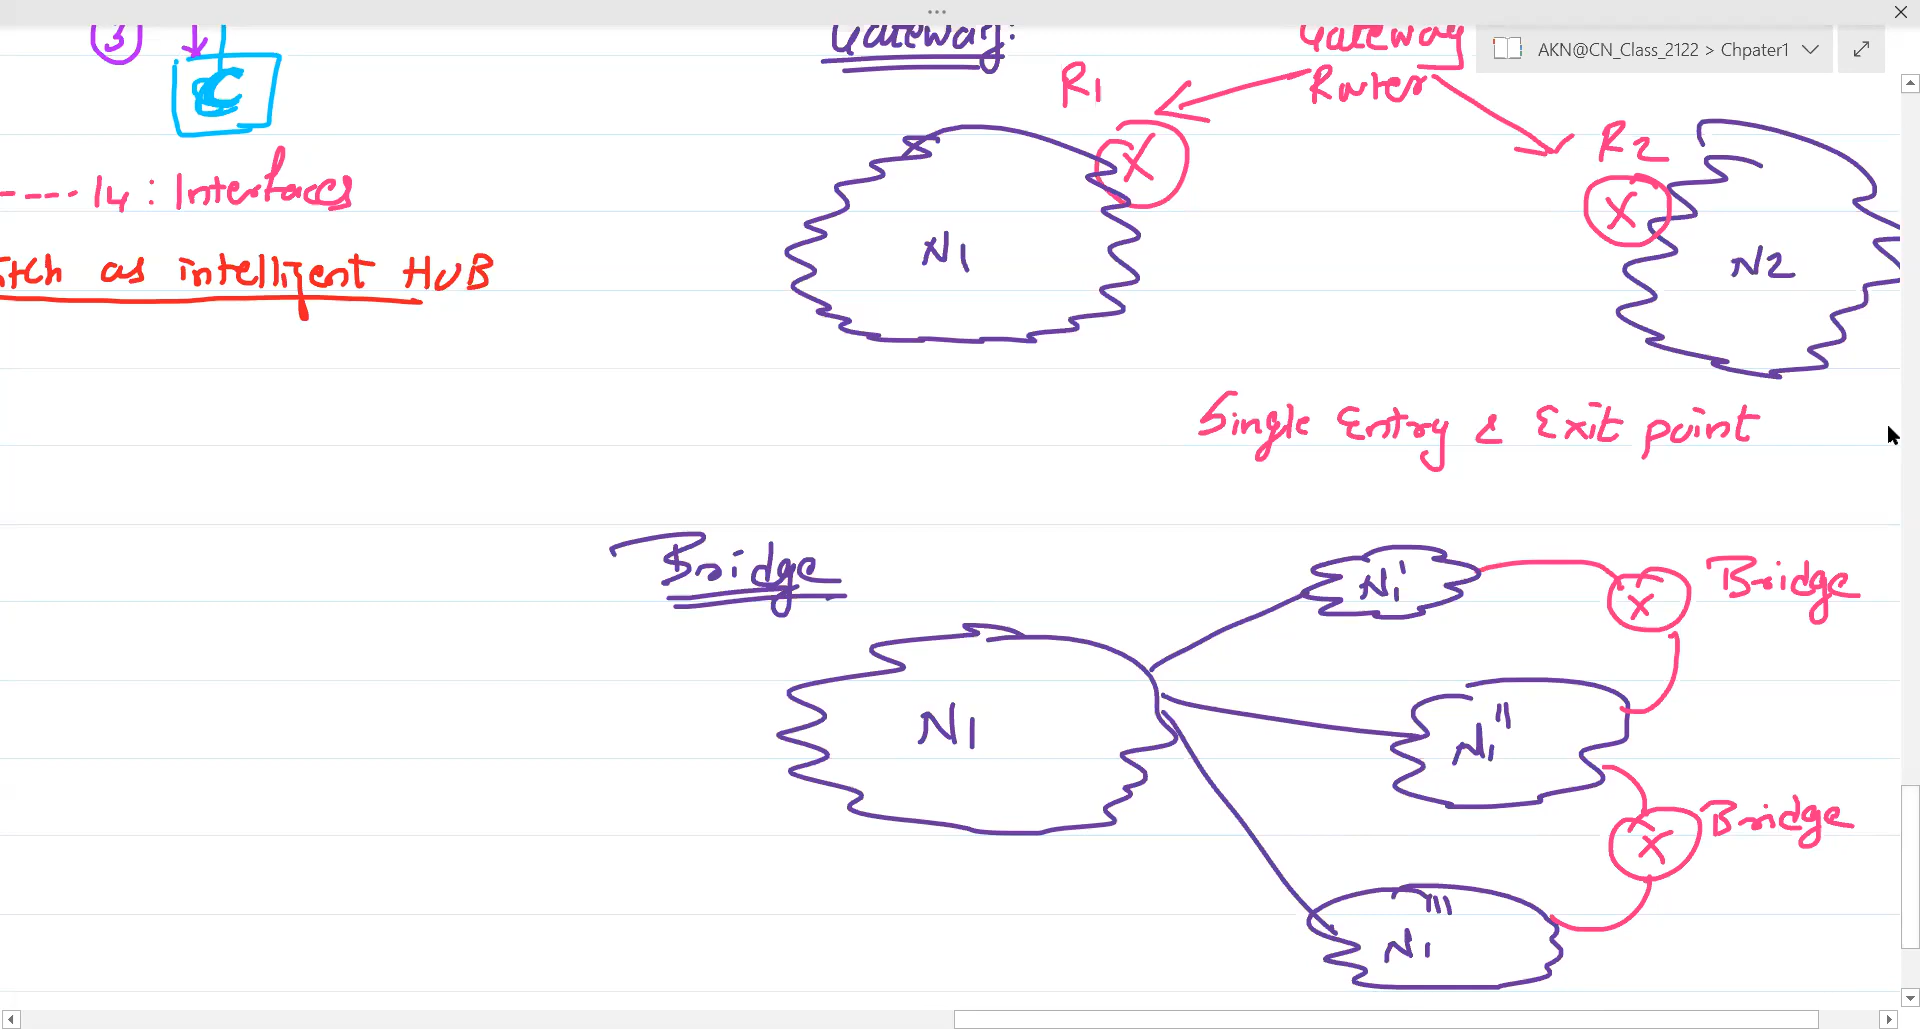 AKN@CN_Class_2122 > Chpater1
3
Gateway:
Gateway
Router
R1
C
R2
---- I4 : Interfaces
N1
N2
as intelligent HUB
Single Entry & Exit point
Bridge
N1'
Bridge
N1
N1''
Bridge
N1'''